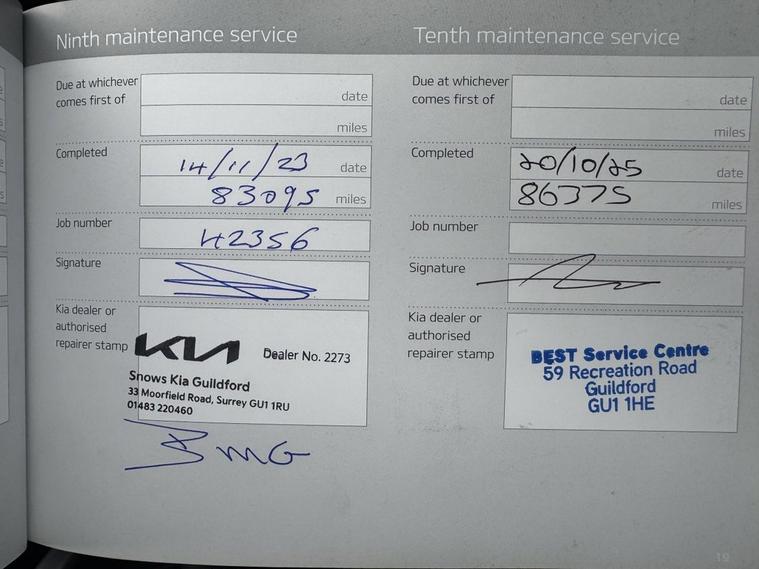 Ninth maintenance service
Due at whichever
comes first of
date
miles
Completed
14/11/23 date
83095 miles
Job number
42356
Signature
Kia dealer or
authorised
repairer stamp
KIA Dealer No. 2273
Snows Kia Guildford
33 Moorfield Road, Surrey GU1 1RU
01483 220460
BMG
Tenth maintenance service
Due at whichever
comes first of
date
miles
Completed
20/10/25 date
86375 miles
Job number
Signature
Kia dealer or
authorised
repairer stamp
BEST Service Centre
59 Recreation Road
Guildford
GU1 1HE
19